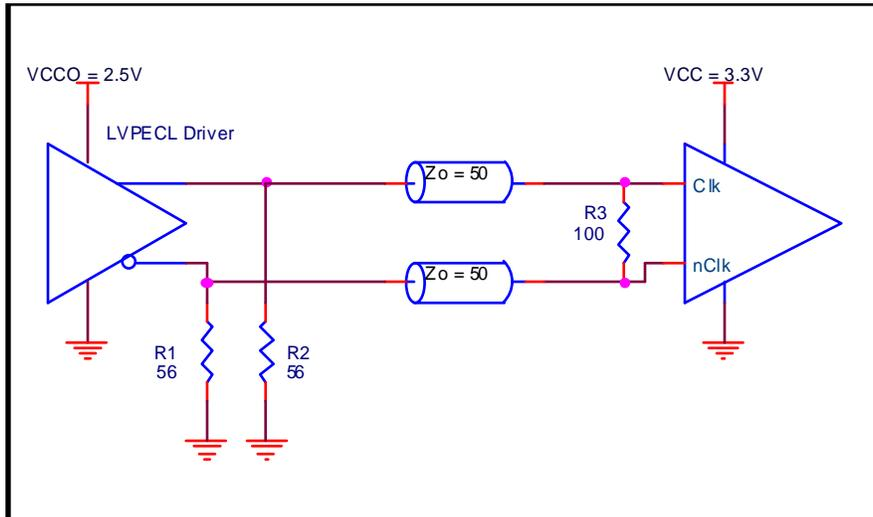 VCCO = 2.5V
VCC = 3.3V
LVPECL Driver
Zo = 50
Clk
R3
100
Zo = 50
nClk
R1
56
R2
56